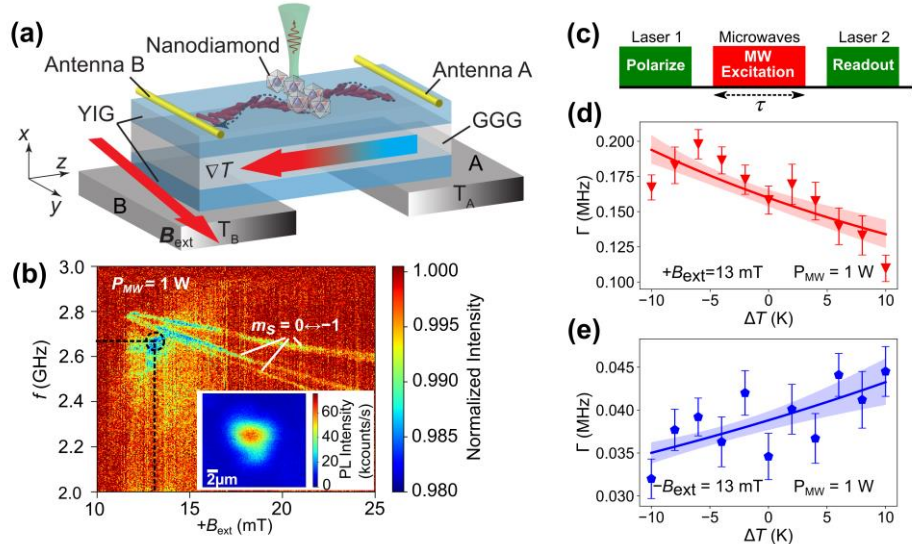 (a)
Nanodiamond
Antenna B
Antenna A
YIG
GGG
∇T
x
z
y
B
A
T_B
T_A
B_ext
(b)
P_MW = 1 W
m_S = 0↔−1
f (GHz)
3.0
2.8
2.6
2.4
2.2
2.0
10
15
20
25
+B_ext (mT)
2μm
60
40
20
0
PL Intensity
(kcounts/s)
1.000
0.995
0.990
0.985
0.980
Normalized Intensity
(c)
Laser 1
Microwaves
Laser 2
Polarize
MW
Excitation
Readout
τ
(d)
Γ (MHz)
0.200
0.175
0.150
0.125
0.100
+B_ext=13 mT
P_MW = 1 W
−10
−5
0
5
10
ΔT (K)
(e)
Γ (MHz)
0.045
0.040
0.035
0.030
−B_ext = 13 mT
P_MW = 1 W
−10
−5
0
5
10
ΔT (K)